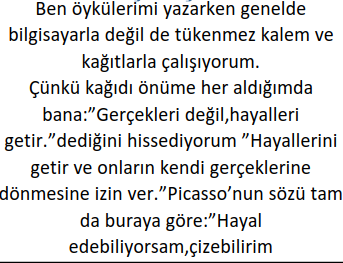 Ben öykülerimi yazarken genelde
bilgisayarla değil de tükenmez kalem ve
kağıtlarla çalışıyorum.
Çünkü kağıdı önüme her aldığımda
bana:”Gerçekleri değil,hayalleri
getir.”dediğini hissediyorum ”Hayallerini
getir ve onların kendi gerçeklerine
dönmesine izin ver.”Picasso’nun sözü tam
da buraya göre:”Hayal
edebiliyorsam,çizebilirim